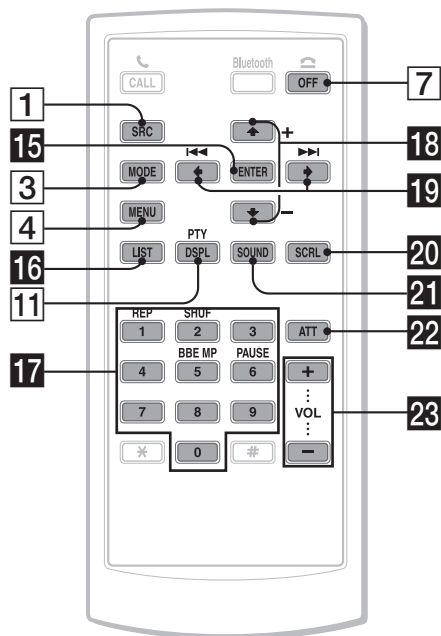 CALL Bluetooth OFF 7
1 SRC + 18
15 MODE ENTER 19
3
4 MENU −
16 LIST PTY DSPL SOUND SCRL 20
11 21
REP SHUF
1 2 3 ATT 22
17 BBE MP PAUSE
4 5 6 + 23
7 8 9 VOL
* 0 # −